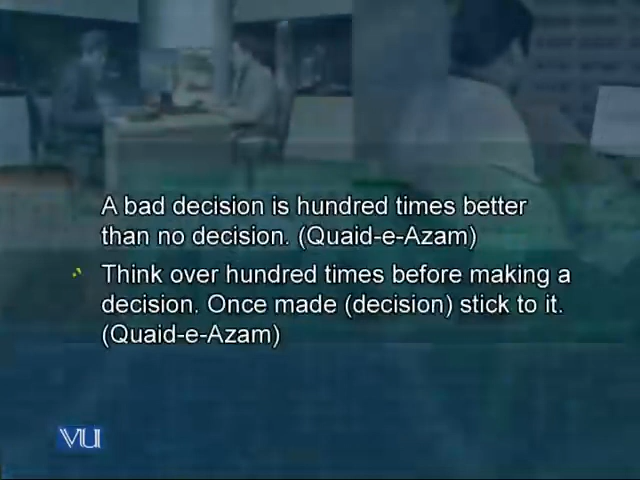 A bad decision is hundred times better
than no decision. (Quaid-e-Azam)
Think over hundred times before making a
decision. Once made (decision) stick to it.
(Quaid-e-Azam)
VU